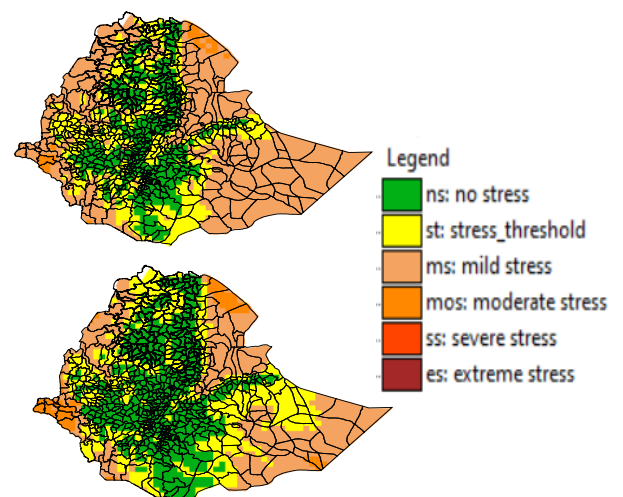 Legend
ns: no stress
st: stress_threshold
ms: mild stress
mos: moderate stress
ss: severe stress
es: extreme stress